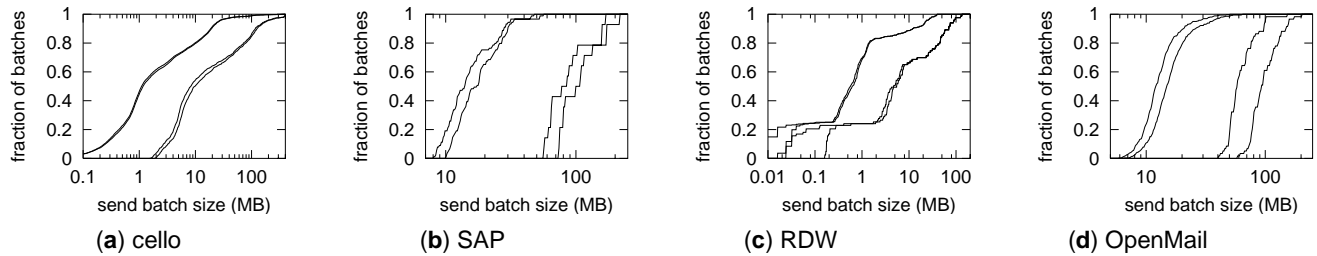 fraction of batches
1
0.8
0.6
0.4
0.2
0
0.1 1 10 100
send batch size (MB)
(a) cello
fraction of batches
1
0.8
0.6
0.4
0.2
0
10 100
send batch size (MB)
(b) SAP
fraction of batches
1
0.8
0.6
0.4
0.2
0
0.01 0.1 1 10 100
send batch size (MB)
(c) RDW
fraction of batches
1
0.8
0.6
0.4
0.2
0
10 100
send batch size (MB)
(d) OpenMail